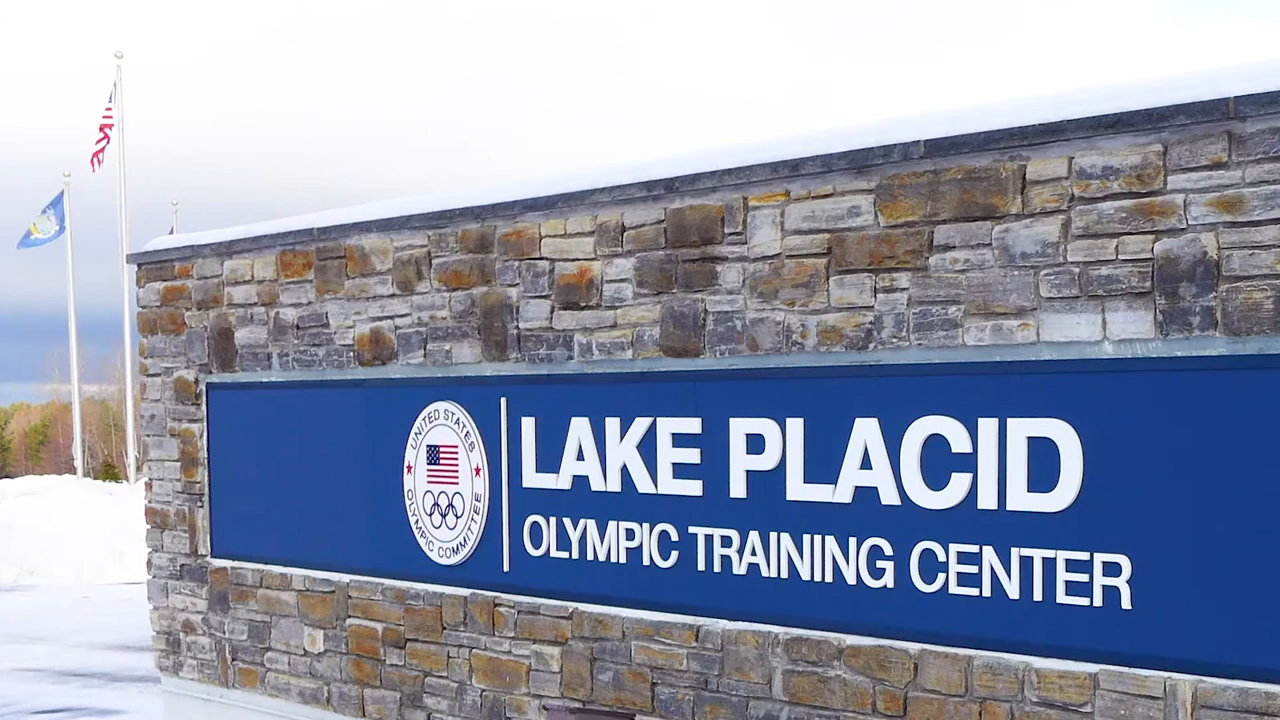 UNITED STATES
OLYMPIC COMMITTEE
LAKE PLACID
OLYMPIC TRAINING CENTER